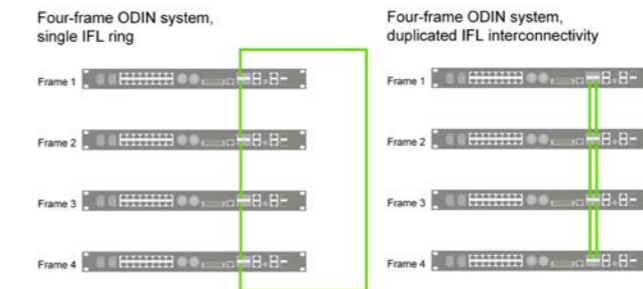 Four-frame ODIN system,
single IFL ring
Frame 1
Frame 2
Frame 3
Frame 4
Four-frame ODIN system,
duplicated IFL interconnectivity
Frame 1
Frame 2
Frame 3
Frame 4